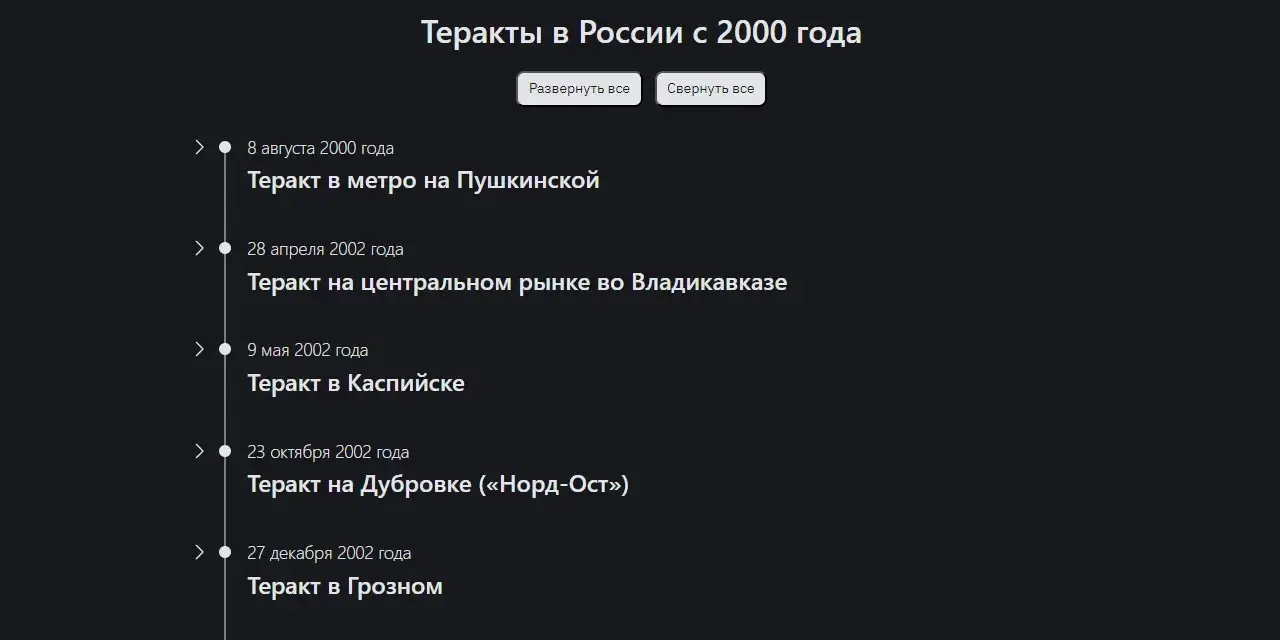 Теракты в России с 2000 года
Развернуть все Свернуть все
8 августа 2000 года
Теракт в метро на Пушкинской
28 апреля 2002 года
Теракт на центральном рынке во Владикавказе
9 мая 2002 года
Теракт в Каспийске
23 октября 2002 года
Теракт на Дубровке («Норд-Ост»)
27 декабря 2002 года
Теракт в Грозном